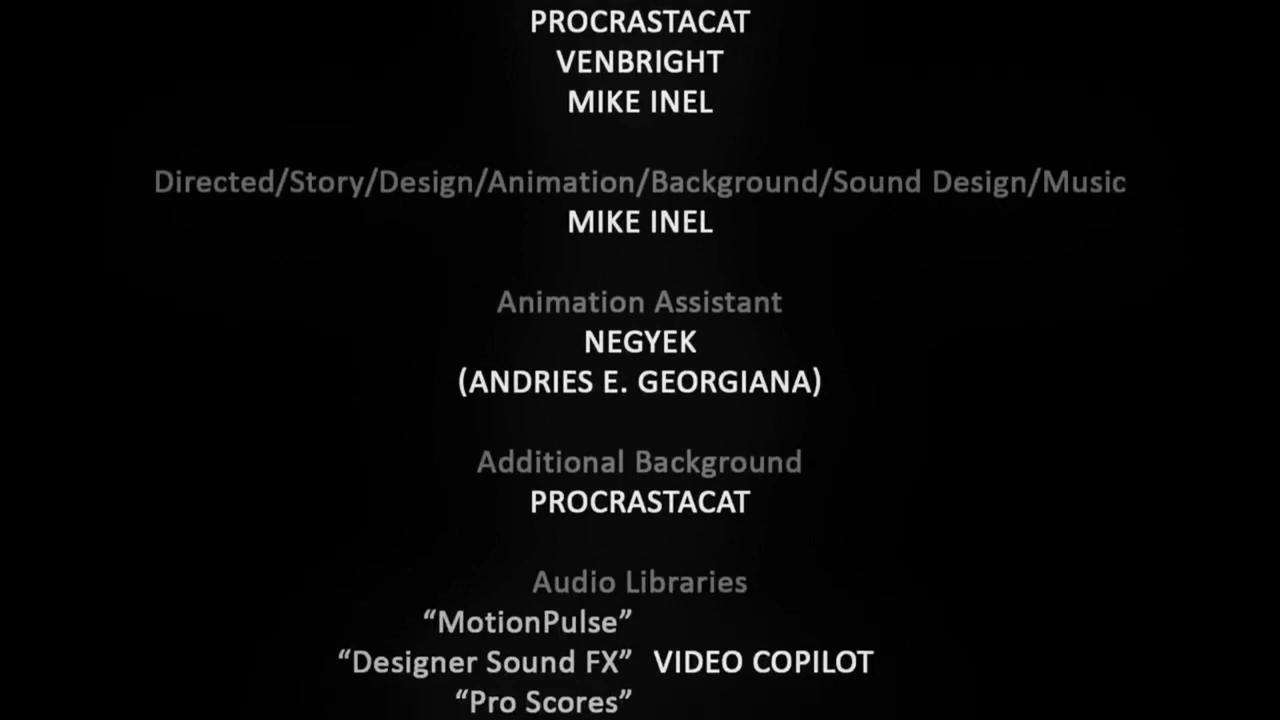 PROCRASTACAT
VENBRIGHT
MIKE INEL
Directed/Story/Design/Animation/Background/Sound Design/Music
MIKE INEL
Animation Assistant
NEGYEK
(ANDRIES E. GEORGIANA)
Additional Background
PROCRASTACAT
Audio Libraries
“MotionPulse”
“Designer Sound FX” VIDEO COPILOT
“Pro Scores”